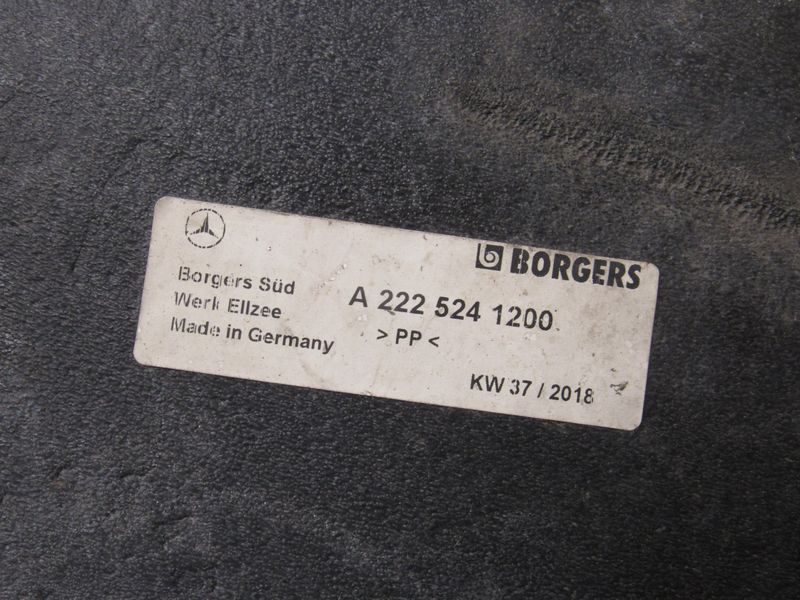 BORGERS
Borgers Süd
Werk Ellzee
Made in Germany
A 222 524 1200
> PP <
KW 37 / 2018